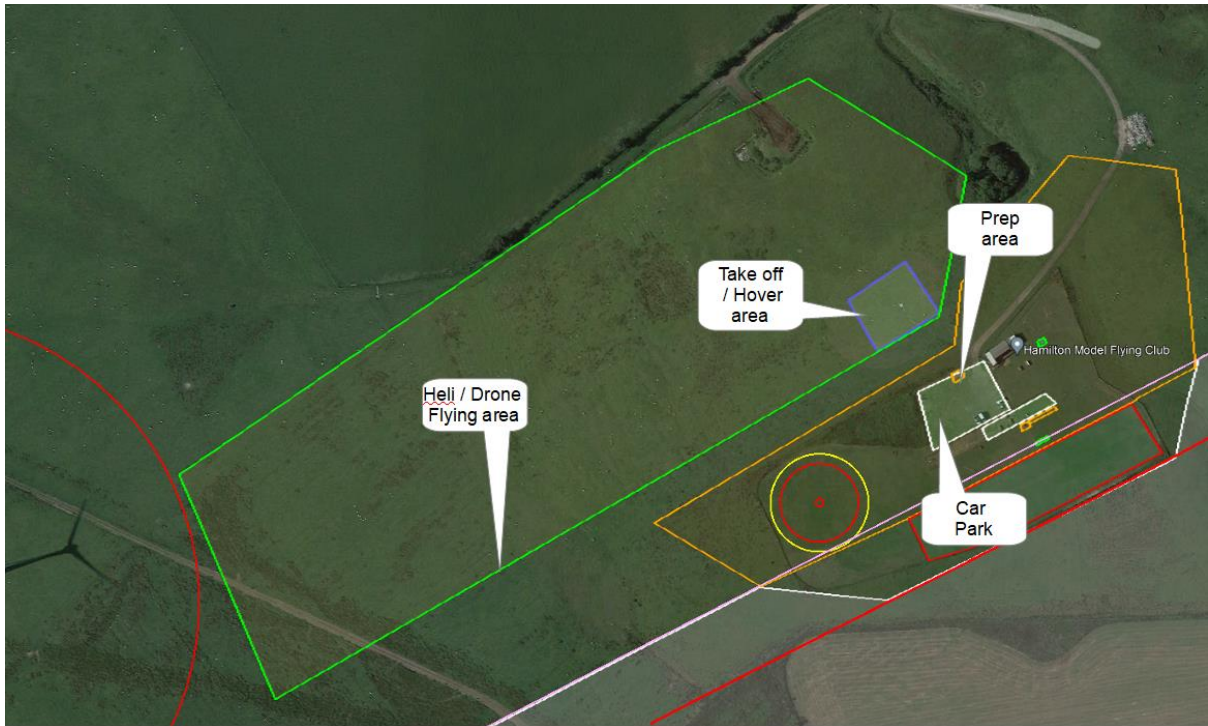 Prep
area
Take off
/ Hover
area
Hamilton Model Flying Club
Heli / Drone
Flying area
Car
Park